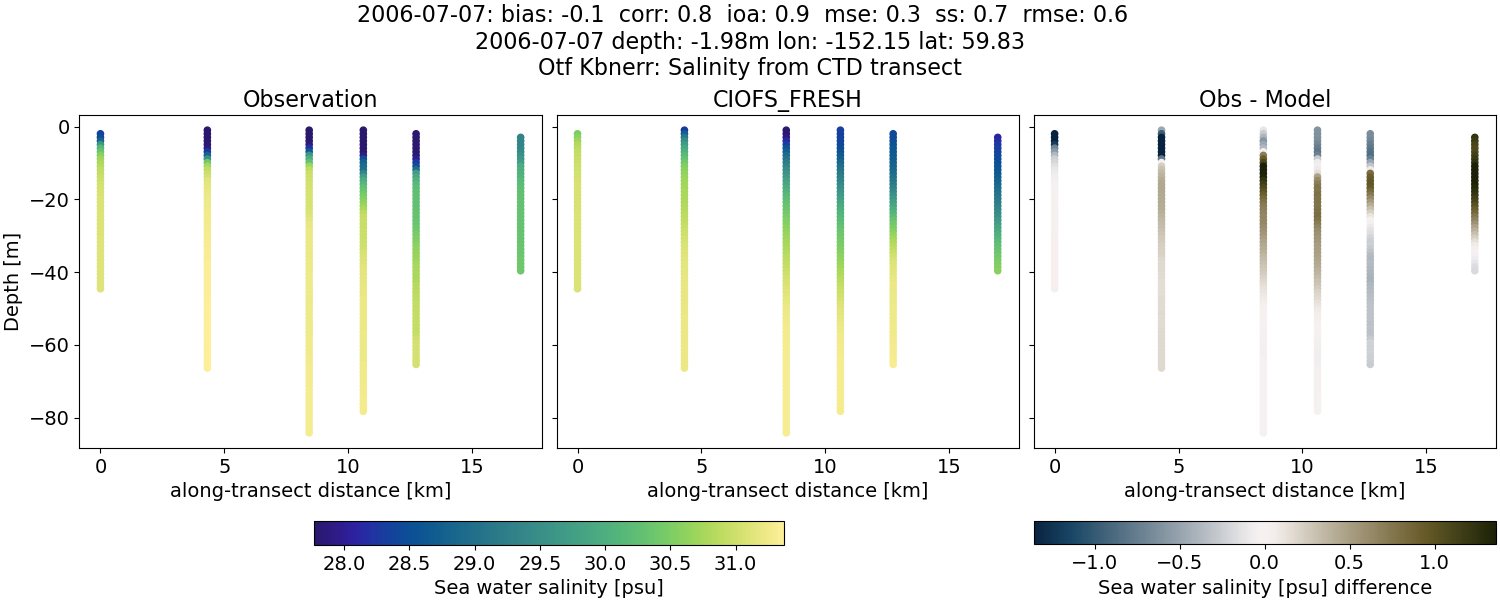 2006-07-07: bias: -0.1  corr: 0.8  ioa: 0.9  mse: 0.3  ss: 0.7  rmse: 0.6
2006-07-07 depth: -1.98m lon: -152.15 lat: 59.83
Otf Kbnerr: Salinity from CTD transect
Observation
CIOFS_FRESH
Obs - Model
Depth [m]
0
−20
−40
−60
−80
0 5 10 15
0 5 10 15
0 5 10 15
along-transect distance [km]
along-transect distance [km]
along-transect distance [km]
28.0 28.5 29.0 29.5 30.0 30.5 31.0
Sea water salinity [psu]
−1.0 −0.5 0.0 0.5 1.0
Sea water salinity [psu] difference